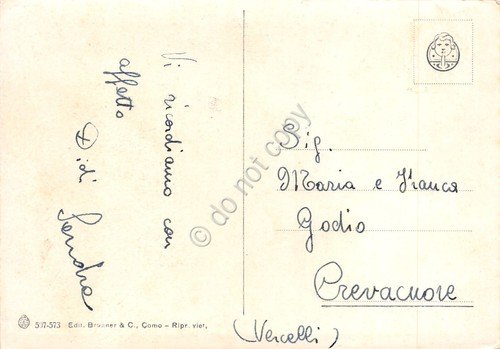 Vi ricordiamo con
affetto
Didi
Sandra
Sig.
Maria e Franca
Godio
Crevacuore
(Vercelli)
© do not copy
537-573 Edit. Brunner & C., Como – Ripr. viet.